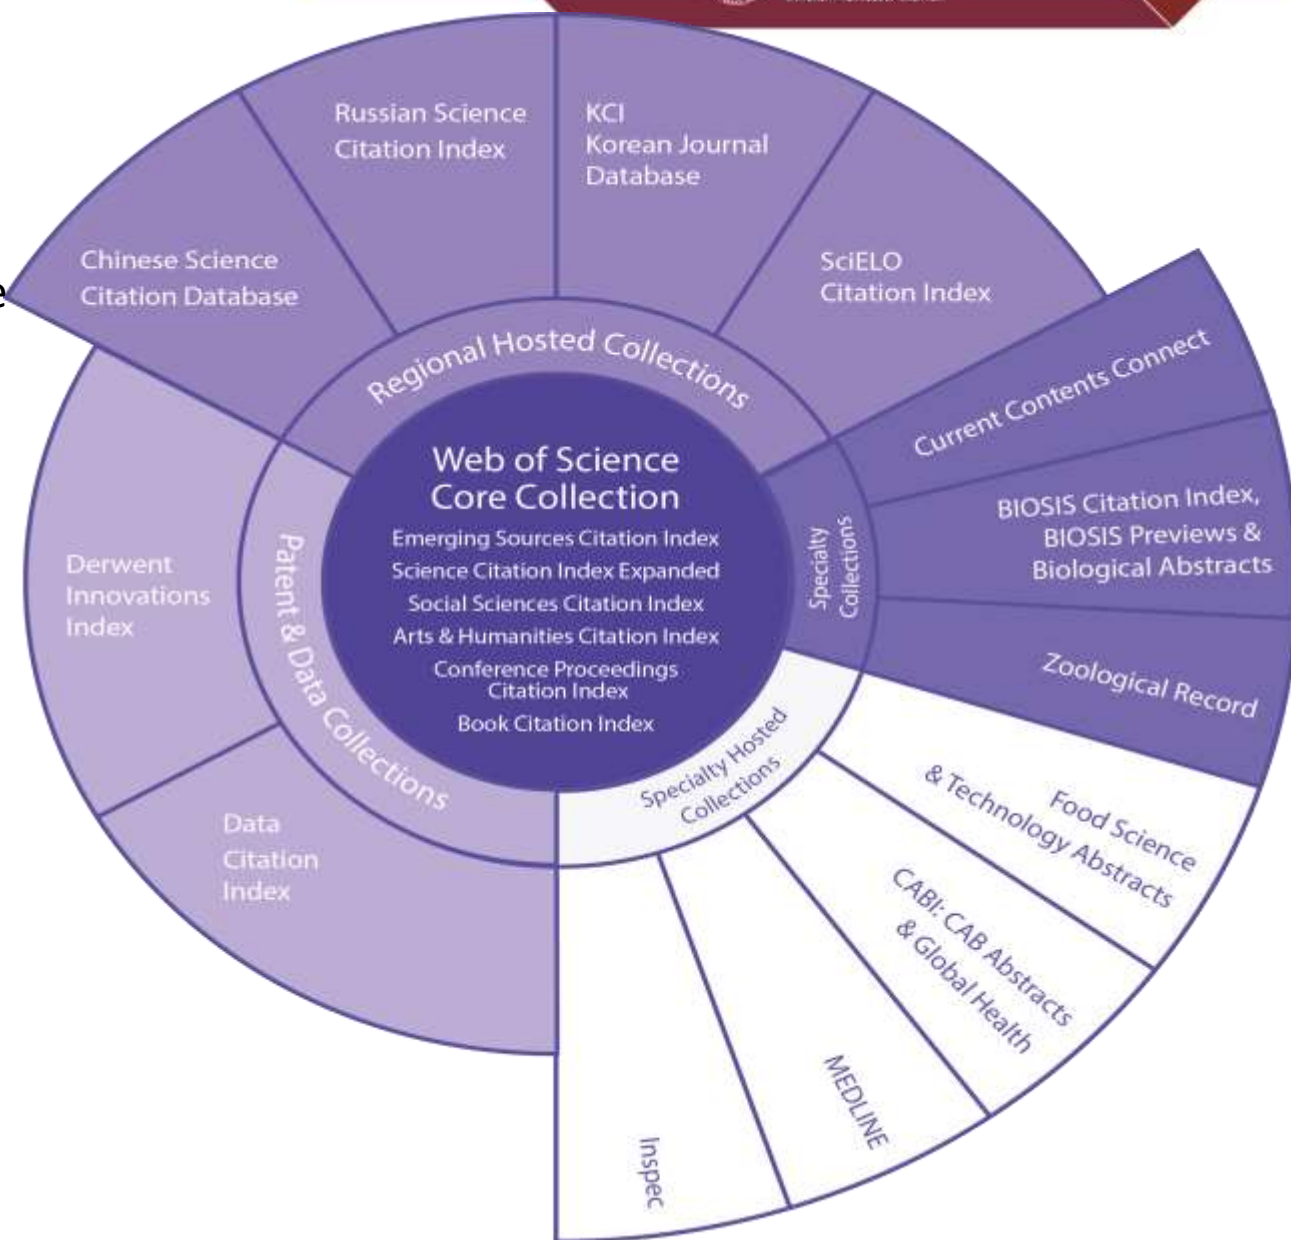 Russian Science
Citation Index
KCI
Korean Journal
Database
Chinese Science
Citation Database
SciELO
Citation Index
e
Regional Hosted Collections
Current Contents Connect
BIOSIS Citation Index,
BIOSIS Previews &
Biological Abstracts
Zoological Record
Specialty
Collections
Web of Science
Core Collection
Emerging Sources Citation Index
Science Citation Index Expanded
Social Sciences Citation Index
Arts & Humanities Citation Index
Conference Proceedings
Citation Index
Book Citation Index
Patent & Data Collections
Derwent
Innovations
Index
Data
Citation
Index
Specialty Hosted
Collections
Food Science
& Technology Abstracts
CABI: CAB Abstracts
& Global Health
MEDLINE
Inspec